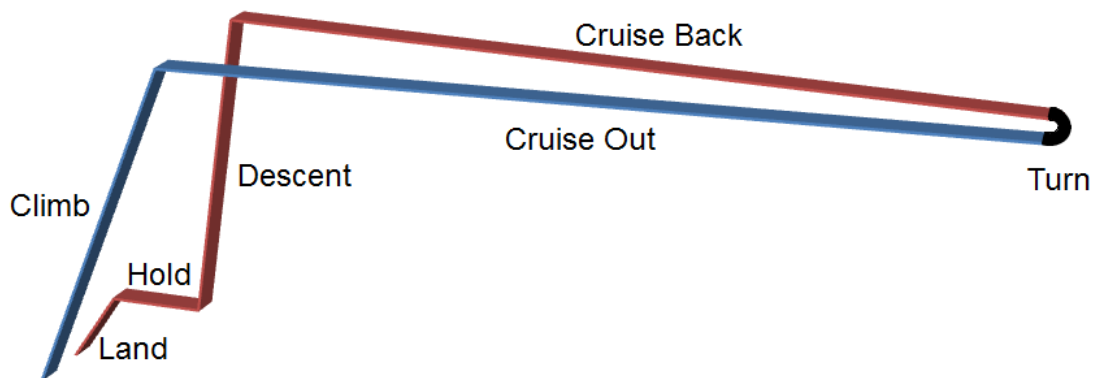 Cruise Back
Cruise Out
Turn
Descent
Climb
Hold
Land